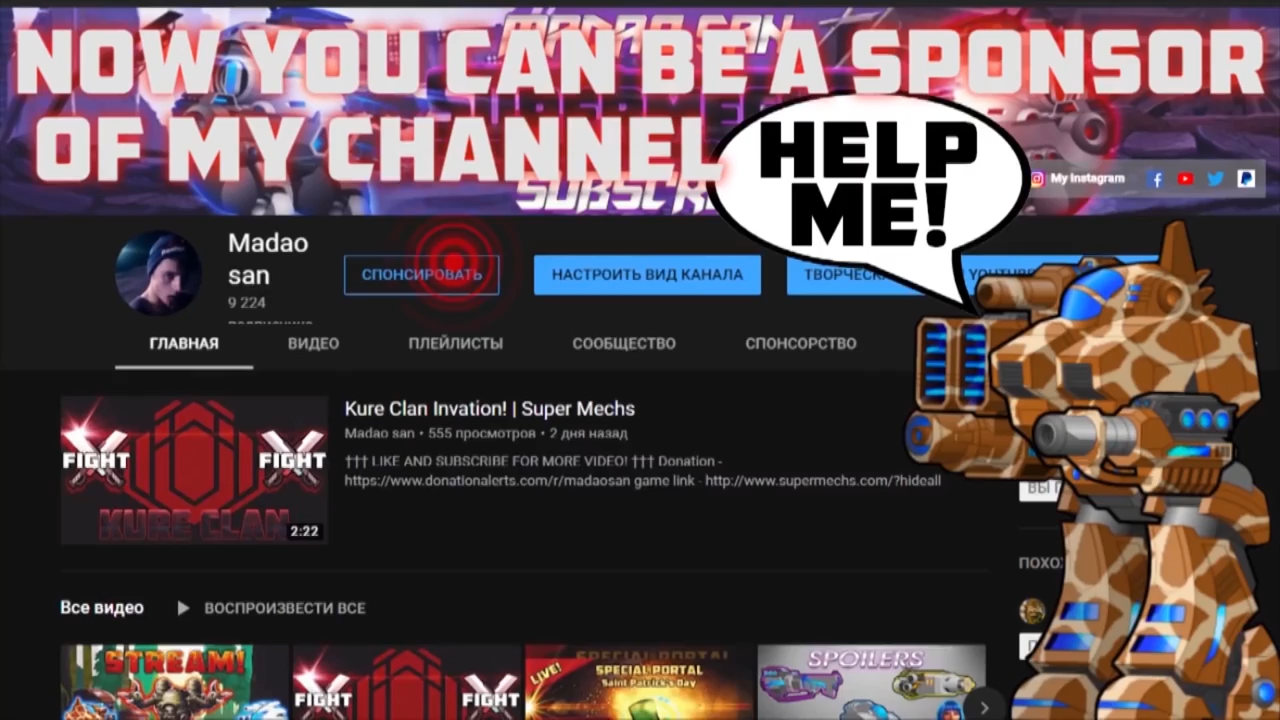 NOW YOU CAN BE A SPONSOR
OF MY CHANNEL
HELP
ME!
My Instagram
Madao
san
9 224
СПОНСИРОВАТЬ
НАСТРОИТЬ ВИД КАНАЛА
ГЛАВНАЯ
ВИДЕО
ПЛЕЙЛИСТЫ
СООБЩЕСТВО
СПОНСОРСТВО
FIGHT
FIGHT
KURE CLAN
2:22
Kure Clan Invation! | Super Mechs
Madao san • 555 просмотров • 2 дня назад
††† LIKE AND SUBSCRIBE FOR MORE VIDEO! ††† Donation -
https://www.donationalerts.com/r/madaosan game link - http://www.supermechs.com/?hideall
Все видео
ВОСПРОИЗВЕСТИ ВСЕ
STREAM!
FIGHT
FIGHT
LIVE!
SPECIAL PORTAL
Saint Patrick's Day
SPOILERS